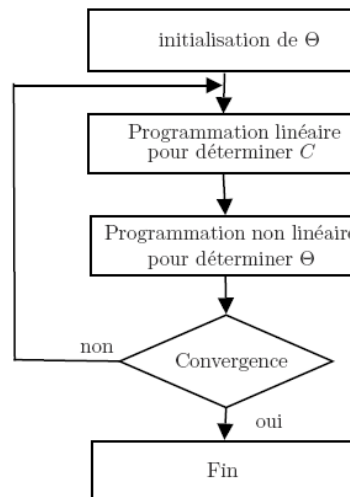 initialisation de Θ
Programmation linéaire
pour déterminer C
Programmation non linéaire
pour déterminer Θ
Convergence
non
oui
Fin